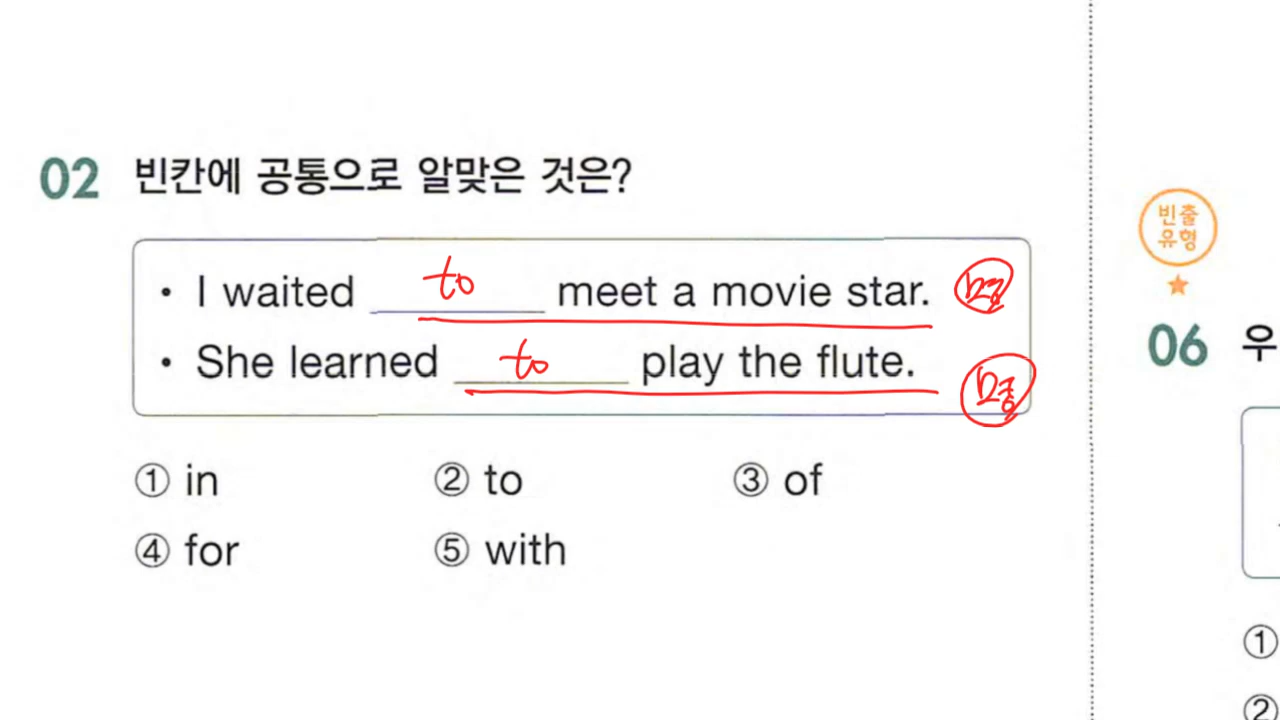 02 빈칸에 공통으로 알맞은 것은?
• I waited to meet a movie star. 명
• She learned to play the flute. 명
① in ② to ③ of
④ for ⑤ with
빈출
유형
06 우
①
②